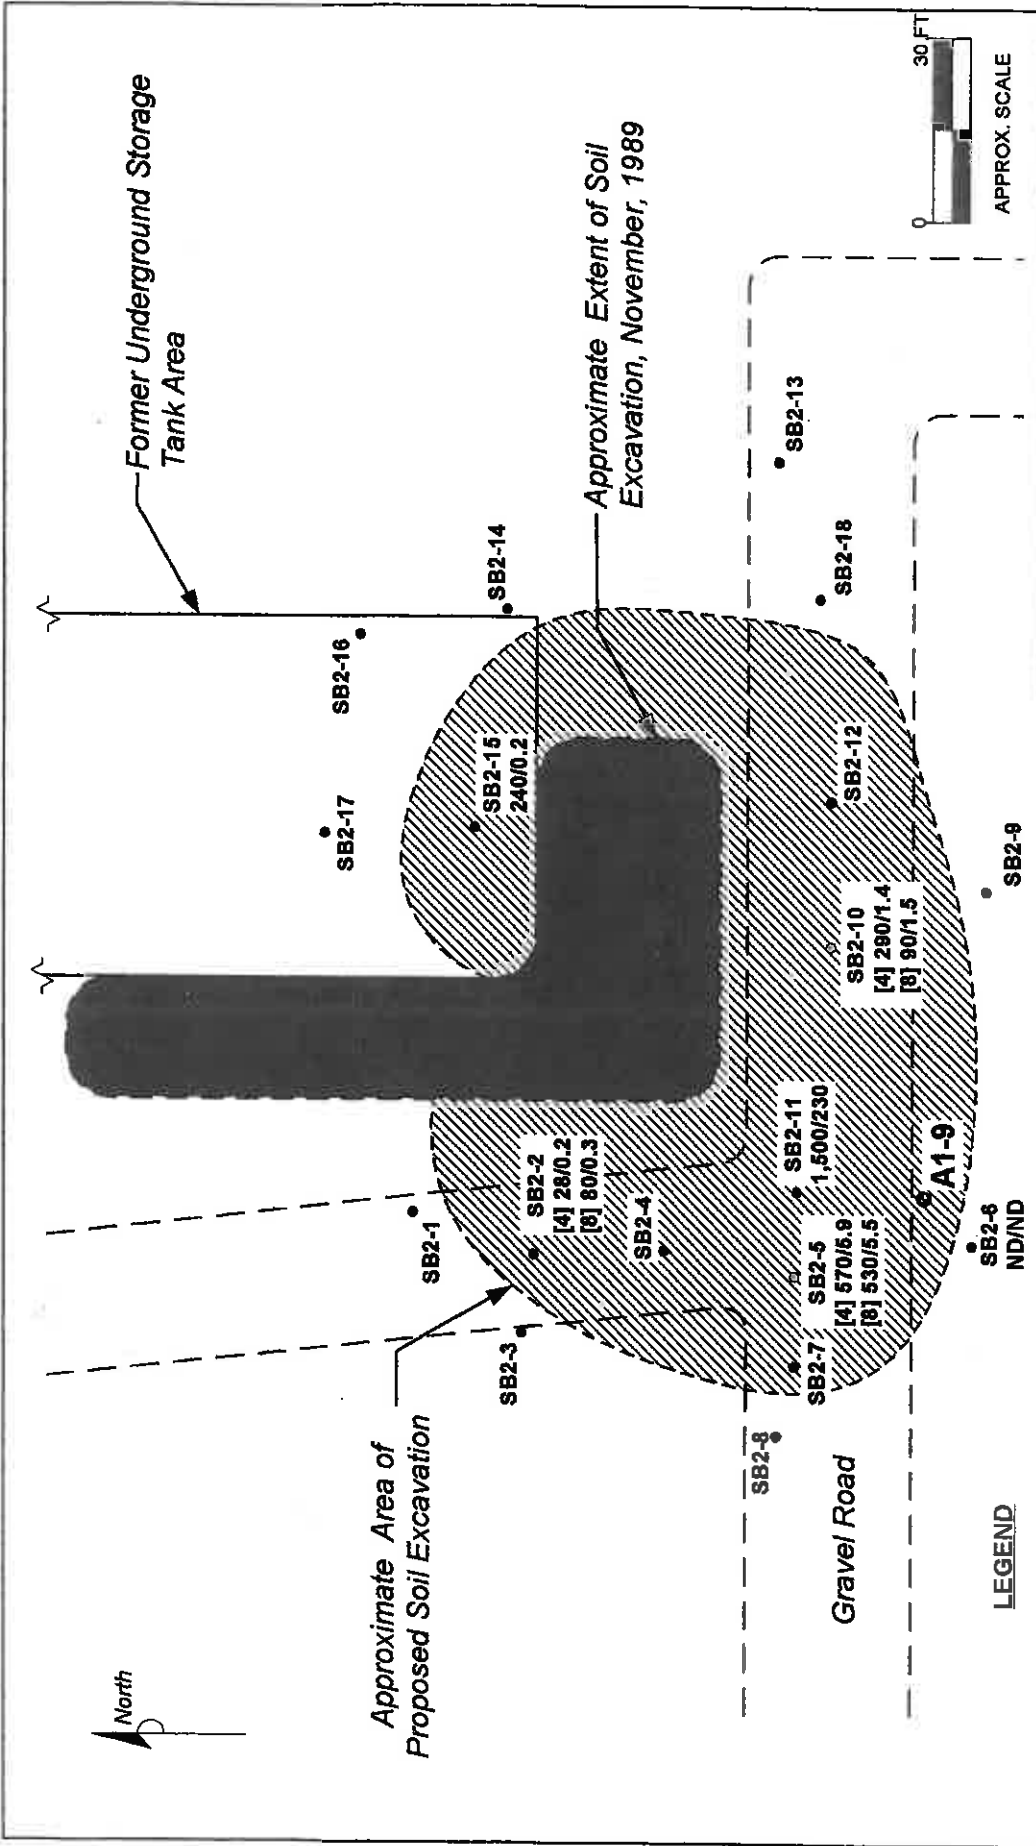 North
Former Underground Storage
Tank Area
Approximate Area of
Proposed Soil Excavation
Approximate Extent of Soil
Excavation, November, 1989
SB2-17
SB2-16
SB2-1
SB2-3
SB2-14
SB2-15
240/0.2
SB2-2
[4] 28/0.2
[8] 80/0.3
SB2-4
SB2-8
SB2-7
SB2-5
[4] 570/5.9
[8] 530/5.5
SB2-11
1,500/230
SB2-10
[4] 290/1.4
[8] 90/1.5
SB2-12
SB2-18
SB2-13
Gravel Road
A1-9
SB2-6
ND/ND
SB2-9
LEGEND
0
30 FT
APPROX. SCALE